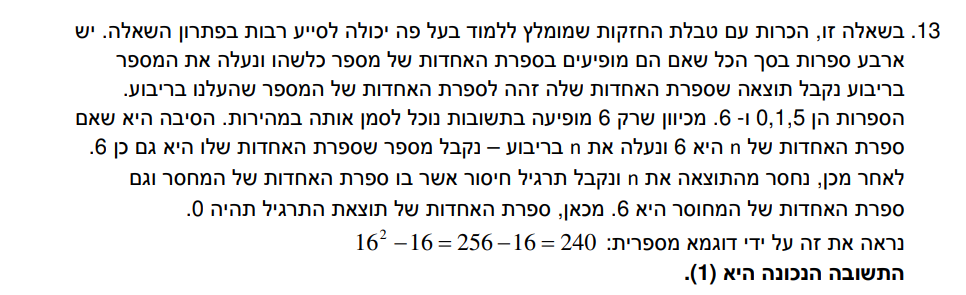 13. בשאלה זו, הכרות עם טבלת החזקות שמומלץ ללמוד בעל פה יכולה לסייע רבות בפתרון השאלה. יש
ארבע ספרות בסך הכל שאם הם מופיעים בספרת האחדות של מספר כלשהו ונעלה את המספר
בריבוע נקבל תוצאה שספרת האחדות שלה זהה לספרת האחדות של המספר שהעלנו בריבוע.
הספרות הן 0,1,5 ו- 6. מכיוון שרק 6 מופיעה בתשובות נוכל לסמן אותה במהירות. הסיבה היא שאם
ספרת האחדות של n היא 6 ונעלה את n בריבוע – נקבל מספר שספרת האחדות שלו היא גם כן 6.
לאחר מכן, נחסר מהתוצאה את n ונקבל תרגיל חיסור אשר בו ספרת האחדות של המחסר וגם
ספרת האחדות של המחוסר היא 6. מכאן, ספרת האחדות של תוצאת התרגיל תהיה 0.
נראה את זה על ידי דוגמא מספרית: 16² − 16 = 256 − 16 = 240
התשובה הנכונה היא (1).